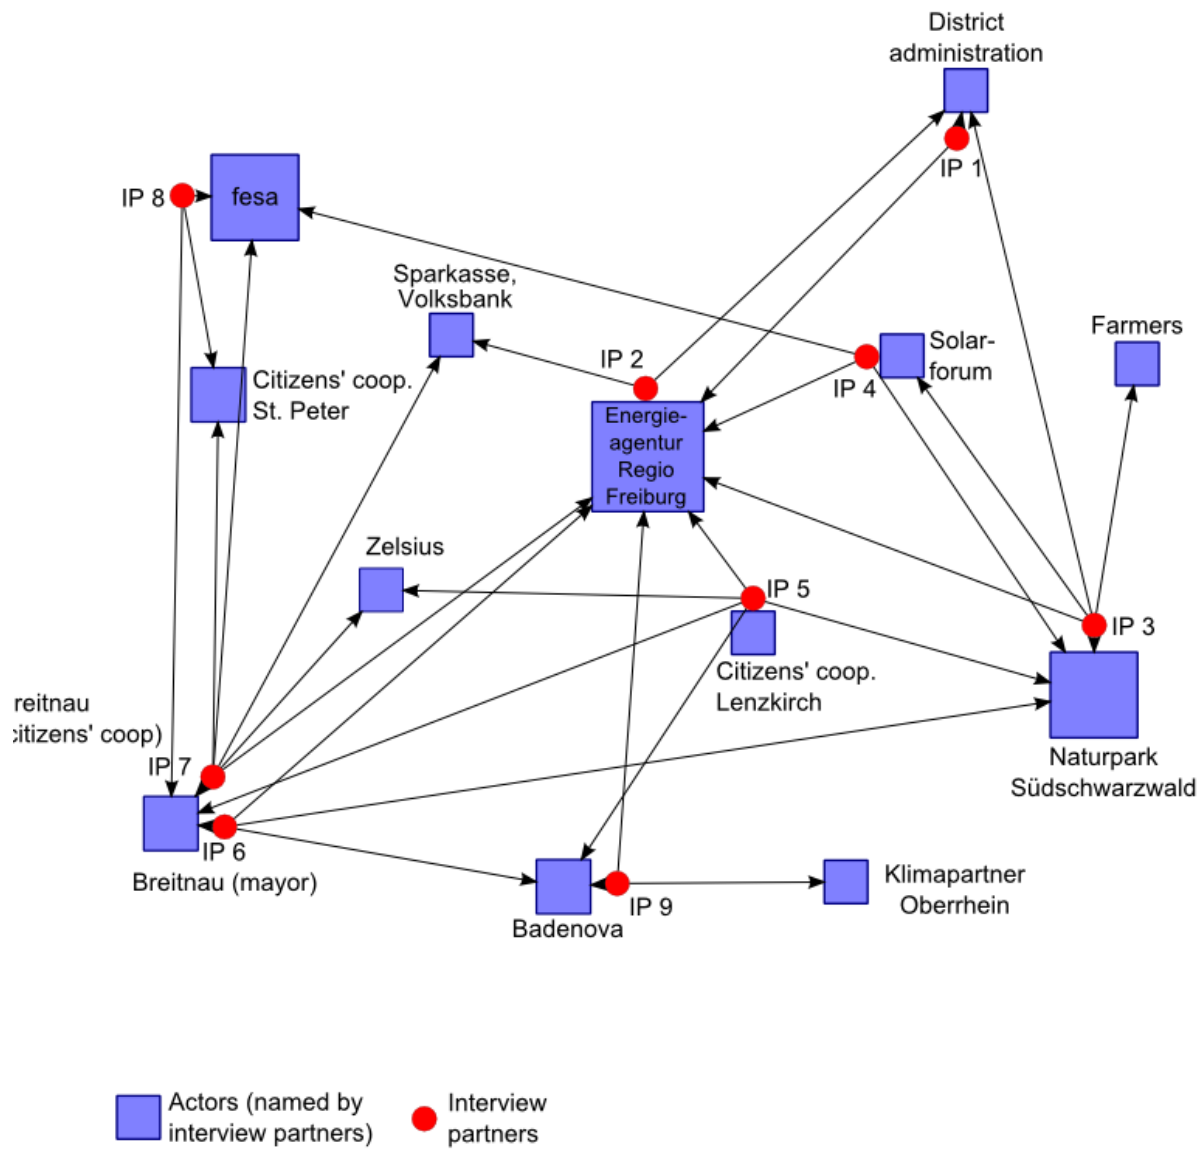 District
administration
IP 1
IP 8
fesa
Sparkasse,
Volksbank
IP 2
Solar-
forum
IP 4
Farmers
Citizens' coop.
St. Peter
Energie-
agentur
Regio
Freiburg
Zelsius
IP 5
Citizens' coop.
Lenzkirch
IP 3
Naturpark
Südschwarzwald
reitnau
citizens' coop)
IP 7
IP 6
Breitnau (mayor)
Badenova
IP 9
Klimapartner
Oberrhein
Actors (named by
interview partners)
Interview
partners